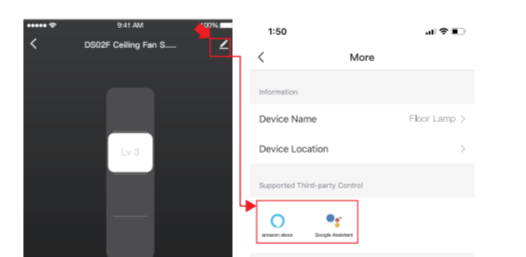 9:41 AM
100%
DS02F Ceiling Fan S.....
Lv 3
1:50
More
Information
Device Name
Floor Lamp
Device Location
Supported Third-party Control
amazon alexa
Google Assistant